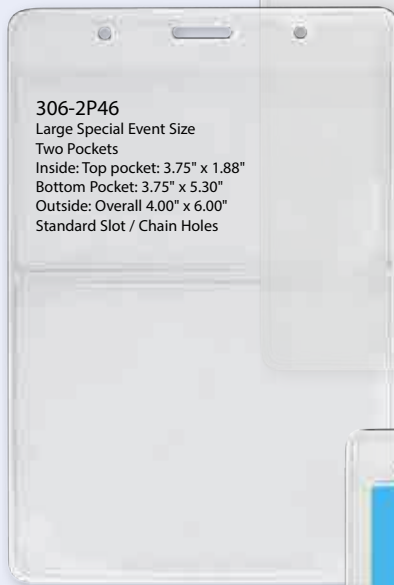 306-2P46
Large Special Event Size
Two Pockets
Inside: Top pocket: 3.75" x 1.88"
Bottom Pocket: 3.75" x 5.30"
Outside: Overall 4.00" x 6.00"
Standard Slot / Chain Holes